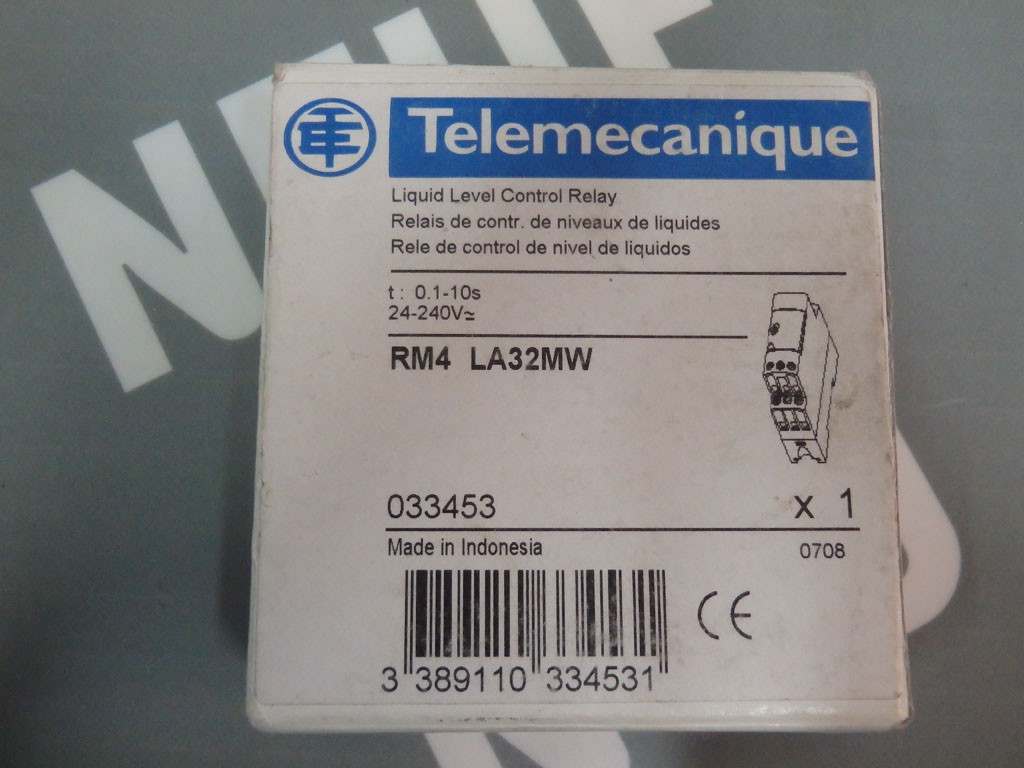 Telemecanique
Liquid Level Control Relay
Relais de contr. de niveaux de liquides
Rele de control de nivel de liquidos
t : 0.1-10s
24-240V≃
RM4 LA32MW
033453 x 1
Made in Indonesia 0708
CE
3 389110 334531